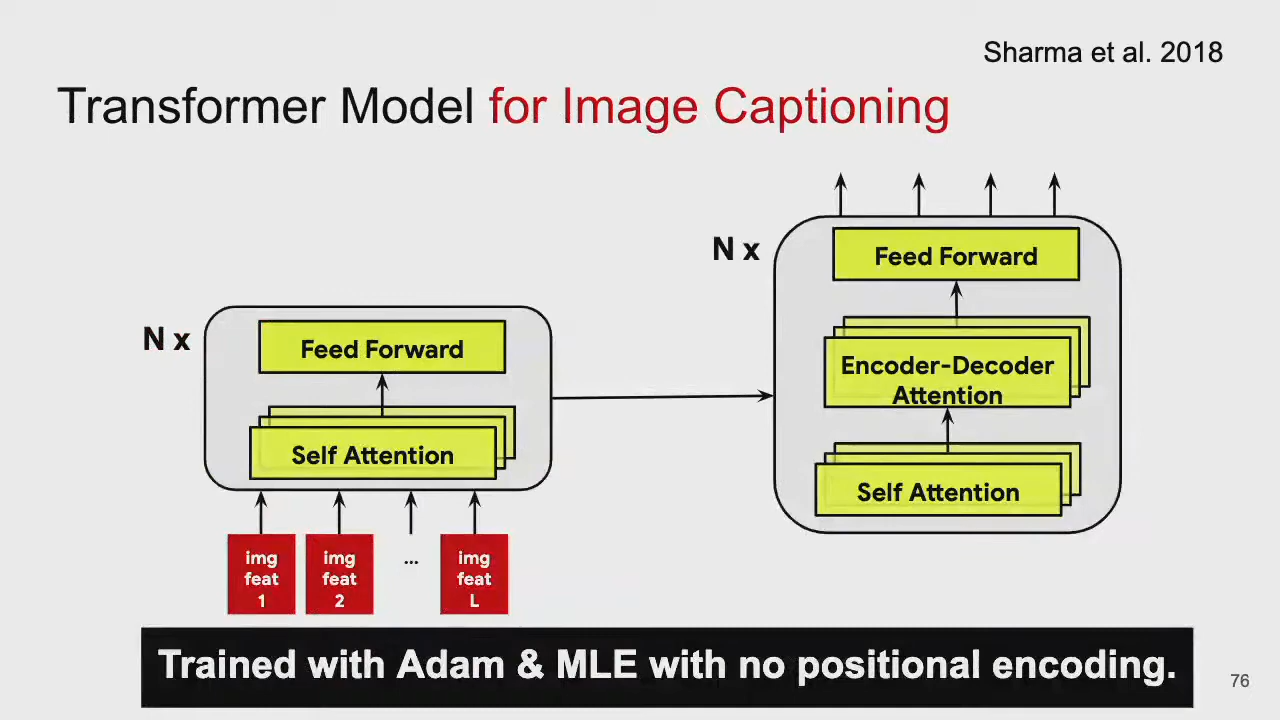 Sharma et al. 2018
Transformer Model for Image Captioning
N x
Feed Forward
Self Attention
img
feat
1
img
feat
2
...
img
feat
L
N x
Feed Forward
Encoder-Decoder
Attention
Self Attention
Trained with Adam & MLE with no positional encoding.
76